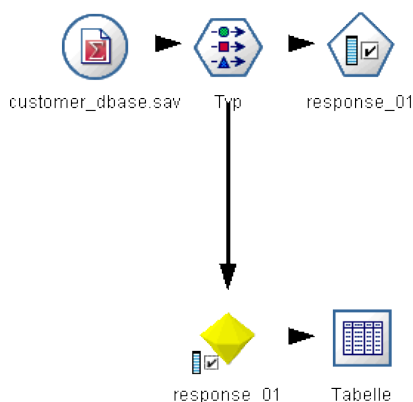 customer_dbase.sav
Typ
response_01
response_01
Tabelle